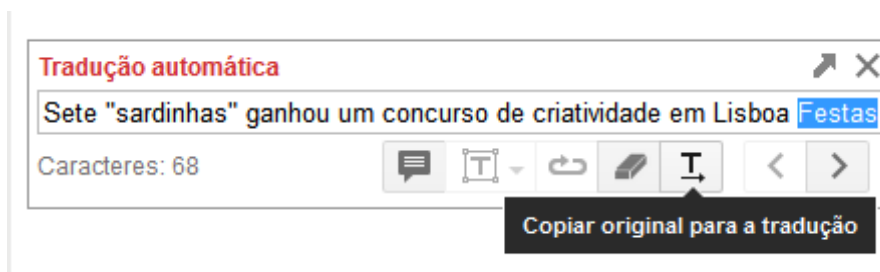 Tradução automática
Sete "sardinhas" ganhou um concurso de criatividade em Lisboa Festas
Caracteres: 68
Copiar original para a tradução